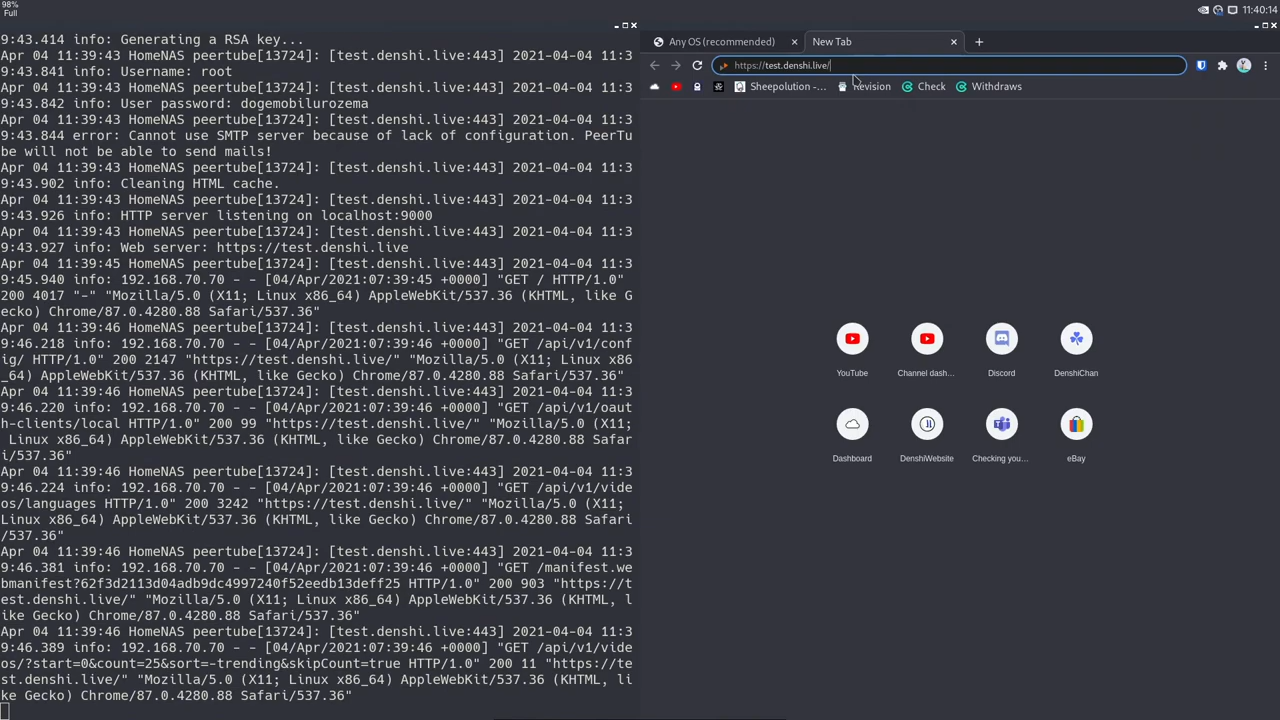 98%
Full
11:40:14
9:43.414 info: Generating a RSA key...
Apr 04 11:39:43 HomeNAS peertube[13724]: [test.denshi.live:443] 2021-04-04 11:3
9:43.841 info: Username: root
Apr 04 11:39:43 HomeNAS peertube[13724]: [test.denshi.live:443] 2021-04-04 11:3
9:43.842 info: User password: dogemobilurozema
Apr 04 11:39:43 HomeNAS peertube[13724]: [test.denshi.live:443] 2021-04-04 11:3
9:43.844 error: Cannot use SMTP server because of lack of configuration. PeerTu
be will not be able to send mails!
Apr 04 11:39:43 HomeNAS peertube[13724]: [test.denshi.live:443] 2021-04-04 11:3
9:43.902 info: Cleaning HTML cache.
Apr 04 11:39:43 HomeNAS peertube[13724]: [test.denshi.live:443] 2021-04-04 11:3
9:43.926 info: HTTP server listening on localhost:9000
Apr 04 11:39:43 HomeNAS peertube[13724]: [test.denshi.live:443] 2021-04-04 11:3
9:43.927 info: Web server: https://test.denshi.live
Apr 04 11:39:45 HomeNAS peertube[13724]: [test.denshi.live:443] 2021-04-04 11:3
9:45.940 info: 192.168.70.70 - - [04/Apr/2021:07:39:45 +0000] "GET / HTTP/1.0"
200 4017 "-" "Mozilla/5.0 (X11; Linux x86_64) AppleWebKit/537.36 (KHTML, like G
ecko) Chrome/87.0.4280.88 Safari/537.36"
Apr 04 11:39:46 HomeNAS peertube[13724]: [test.denshi.live:443] 2021-04-04 11:3
9:46.218 info: 192.168.70.70 - - [04/Apr/2021:07:39:46 +0000] "GET /api/v1/conf
ig/ HTTP/1.0" 200 2147 "https://test.denshi.live/" "Mozilla/5.0 (X11; Linux x86
_64) AppleWebKit/537.36 (KHTML, like Gecko) Chrome/87.0.4280.88 Safari/537.36"
Apr 04 11:39:46 HomeNAS peertube[13724]: [test.denshi.live:443] 2021-04-04 11:3
9:46.220 info: 192.168.70.70 - - [04/Apr/2021:07:39:46 +0000] "GET /api/v1/oaut
h-clients/local HTTP/1.0" 200 99 "https://test.denshi.live/" "Mozilla/5.0 (X11;
Linux x86_64) AppleWebKit/537.36 (KHTML, like Gecko) Chrome/87.0.4280.88 Safar
i/537.36"
Apr 04 11:39:46 HomeNAS peertube[13724]: [test.denshi.live:443] 2021-04-04 11:3
9:46.224 info: 192.168.70.70 - - [04/Apr/2021:07:39:46 +0000] "GET /api/v1/vide
os/languages HTTP/1.0" 200 3242 "https://test.denshi.live/" "Mozilla/5.0 (X11;
Linux x86_64) AppleWebKit/537.36 (KHTML, like Gecko) Chrome/87.0.4280.88 Safari
/537.36"
Apr 04 11:39:46 HomeNAS peertube[13724]: [test.denshi.live:443] 2021-04-04 11:3
9:46.381 info: 192.168.70.70 - - [04/Apr/2021:07:39:46 +0000] "GET /manifest.we
bmanifest?62f3d2113d04adb9dc4997240f52eedb13deff25 HTTP/1.0" 200 903 "https://t
est.denshi.live/" "Mozilla/5.0 (X11; Linux x86_64) AppleWebKit/537.36 (KHTML, l
ike Gecko) Chrome/87.0.4280.88 Safari/537.36"
Apr 04 11:39:46 HomeNAS peertube[13724]: [test.denshi.live:443] 2021-04-04 11:3
9:46.389 info: 192.168.70.70 - - [04/Apr/2021:07:39:46 +0000] "GET /api/v1/vide
os/?start=0&count=25&sort=-trending&skipCount=true HTTP/1.0" 200 11 "https://te
st.denshi.live/" "Mozilla/5.0 (X11; Linux x86_64) AppleWebKit/537.36 (KHTML, li
ke Gecko) Chrome/87.0.4280.88 Safari/537.36"
Any OS (recommended)
New Tab
https://test.denshi.live/
Sheepolution -...
Revision
Check
Withdraws
YouTube
Channel dash...
Discord
DenshiChan
Dashboard
DenshiWebsite
Checking you...
eBay